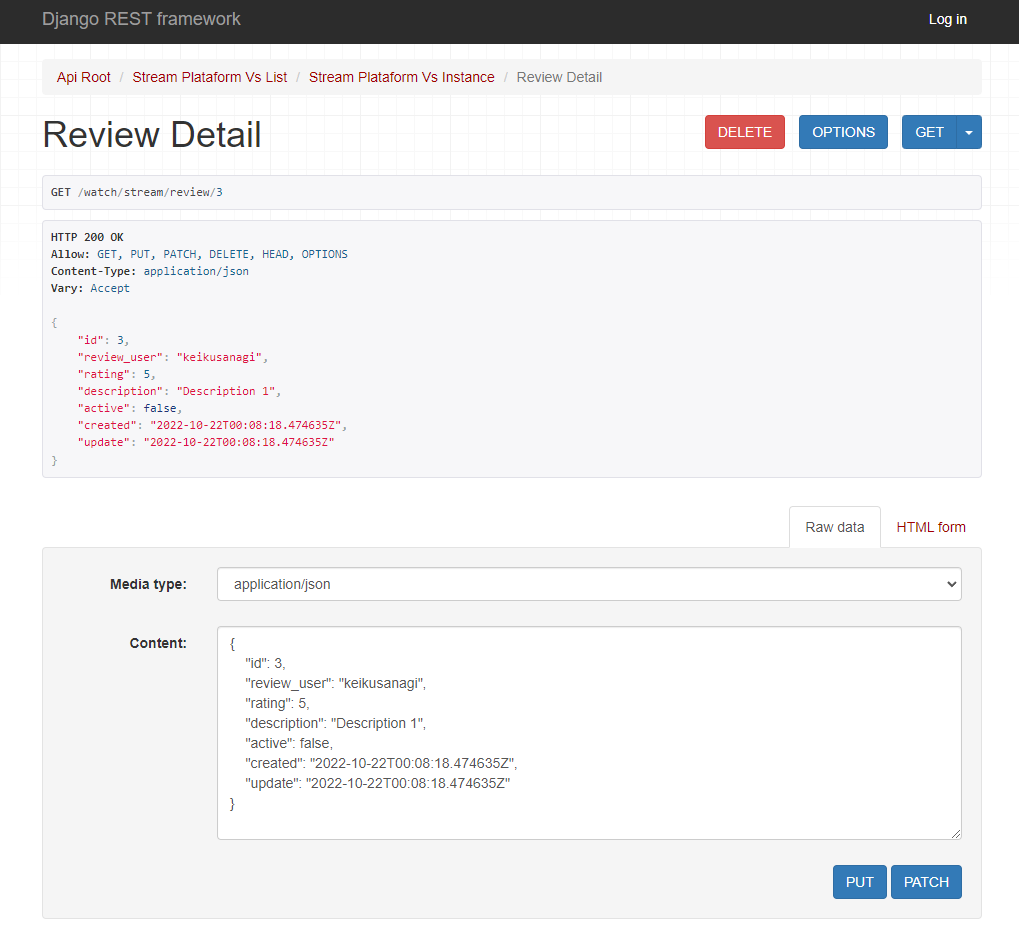 Django REST framework
Log in
Api Root / Stream Plataform Vs List / Stream Plataform Vs Instance / Review Detail
Review Detail
DELETE
OPTIONS
GET
GET /watch/stream/review/3
HTTP 200 OK
Allow: GET, PUT, PATCH, DELETE, HEAD, OPTIONS
Content-Type: application/json
Vary: Accept
{
    "id": 3,
    "review_user": "keikusanagi",
    "rating": 5,
    "description": "Description 1",
    "active": false,
    "created": "2022-10-22T00:08:18.474635Z",
    "update": "2022-10-22T00:08:18.474635Z"
}
Raw data
HTML form
Media type:
application/json
Content:
{
    "id": 3,
    "review_user": "keikusanagi",
    "rating": 5,
    "description": "Description 1",
    "active": false,
    "created": "2022-10-22T00:08:18.474635Z",
    "update": "2022-10-22T00:08:18.474635Z"
}
PUT
PATCH